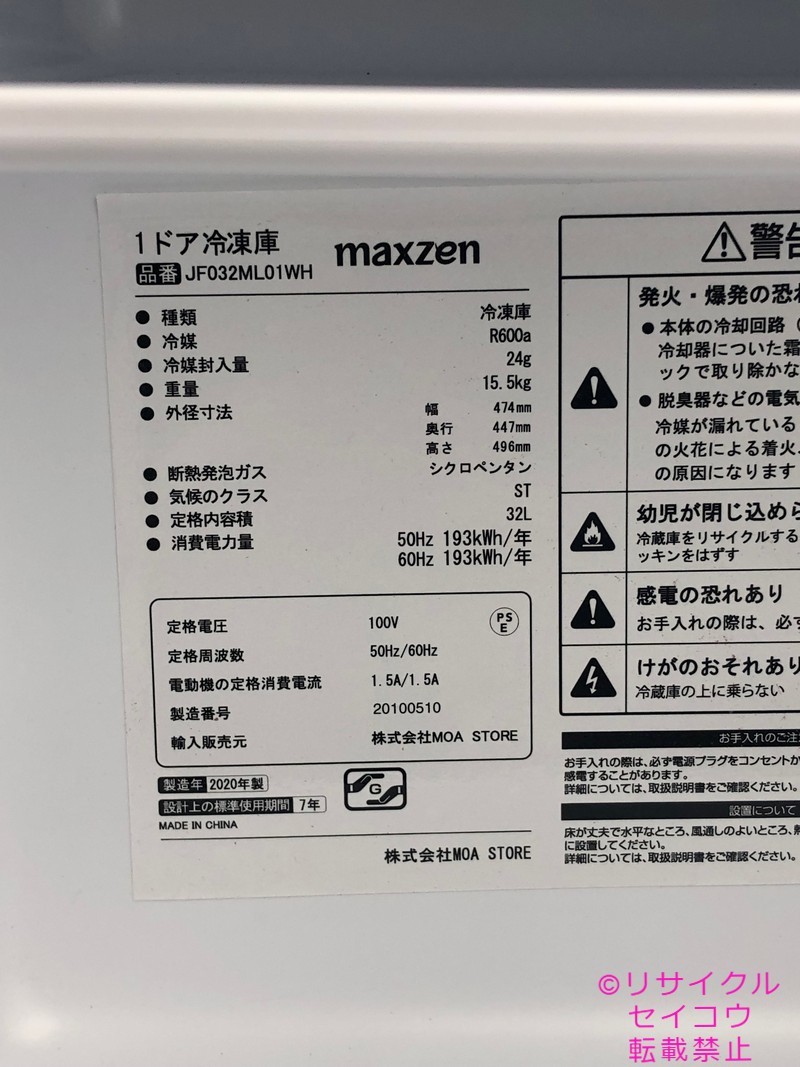 1ドア冷凍庫 maxzen
品番 JF032ML01WH
● 種類 冷凍庫
● 冷媒 R600a
● 冷媒封入量 24g
● 重量 15.5kg
● 外径寸法 幅 474mm
奥行 447mm
高さ 496mm
● 断熱発泡ガス シクロペンタン
● 気候のクラス ST
● 定格内容積 32L
● 消費電力量 50Hz 193kWh/年
60Hz 193kWh/年
定格電圧 100V PSE
定格周波数 50Hz/60Hz
電動機の定格消費電流 1.5A/1.5A
製造番号 20100510
輸入販売元 株式会社MOA STORE
製造年 2020年製
設計上の標準使用期間 7年
G
MADE IN CHINA
株式会社MOA STORE
警告
発火・爆発の恐れ
● 本体の冷却回路（
冷却器についた霜
ックで取り除かな
● 脱臭器などの電気
冷媒が漏れている
の火花による着火、
の原因になります
幼児が閉じ込めら
冷蔵庫をリサイクルする
ッキンをはずす
感電の恐れあり
お手入れの際は、必ず
けがのおそれあり
冷蔵庫の上に乗らない
お手入れのご注
お手入れの際は、必ず電源プラグをコンセントか
感電することがあります。
詳細については、取扱説明書をご確認ください。
設置について
床が丈夫で水平なところ、風通しのよいところ、
に設置してください。
詳細については、取扱説明書をご確認ください。
©リサイクル
セイコウ
転載禁止